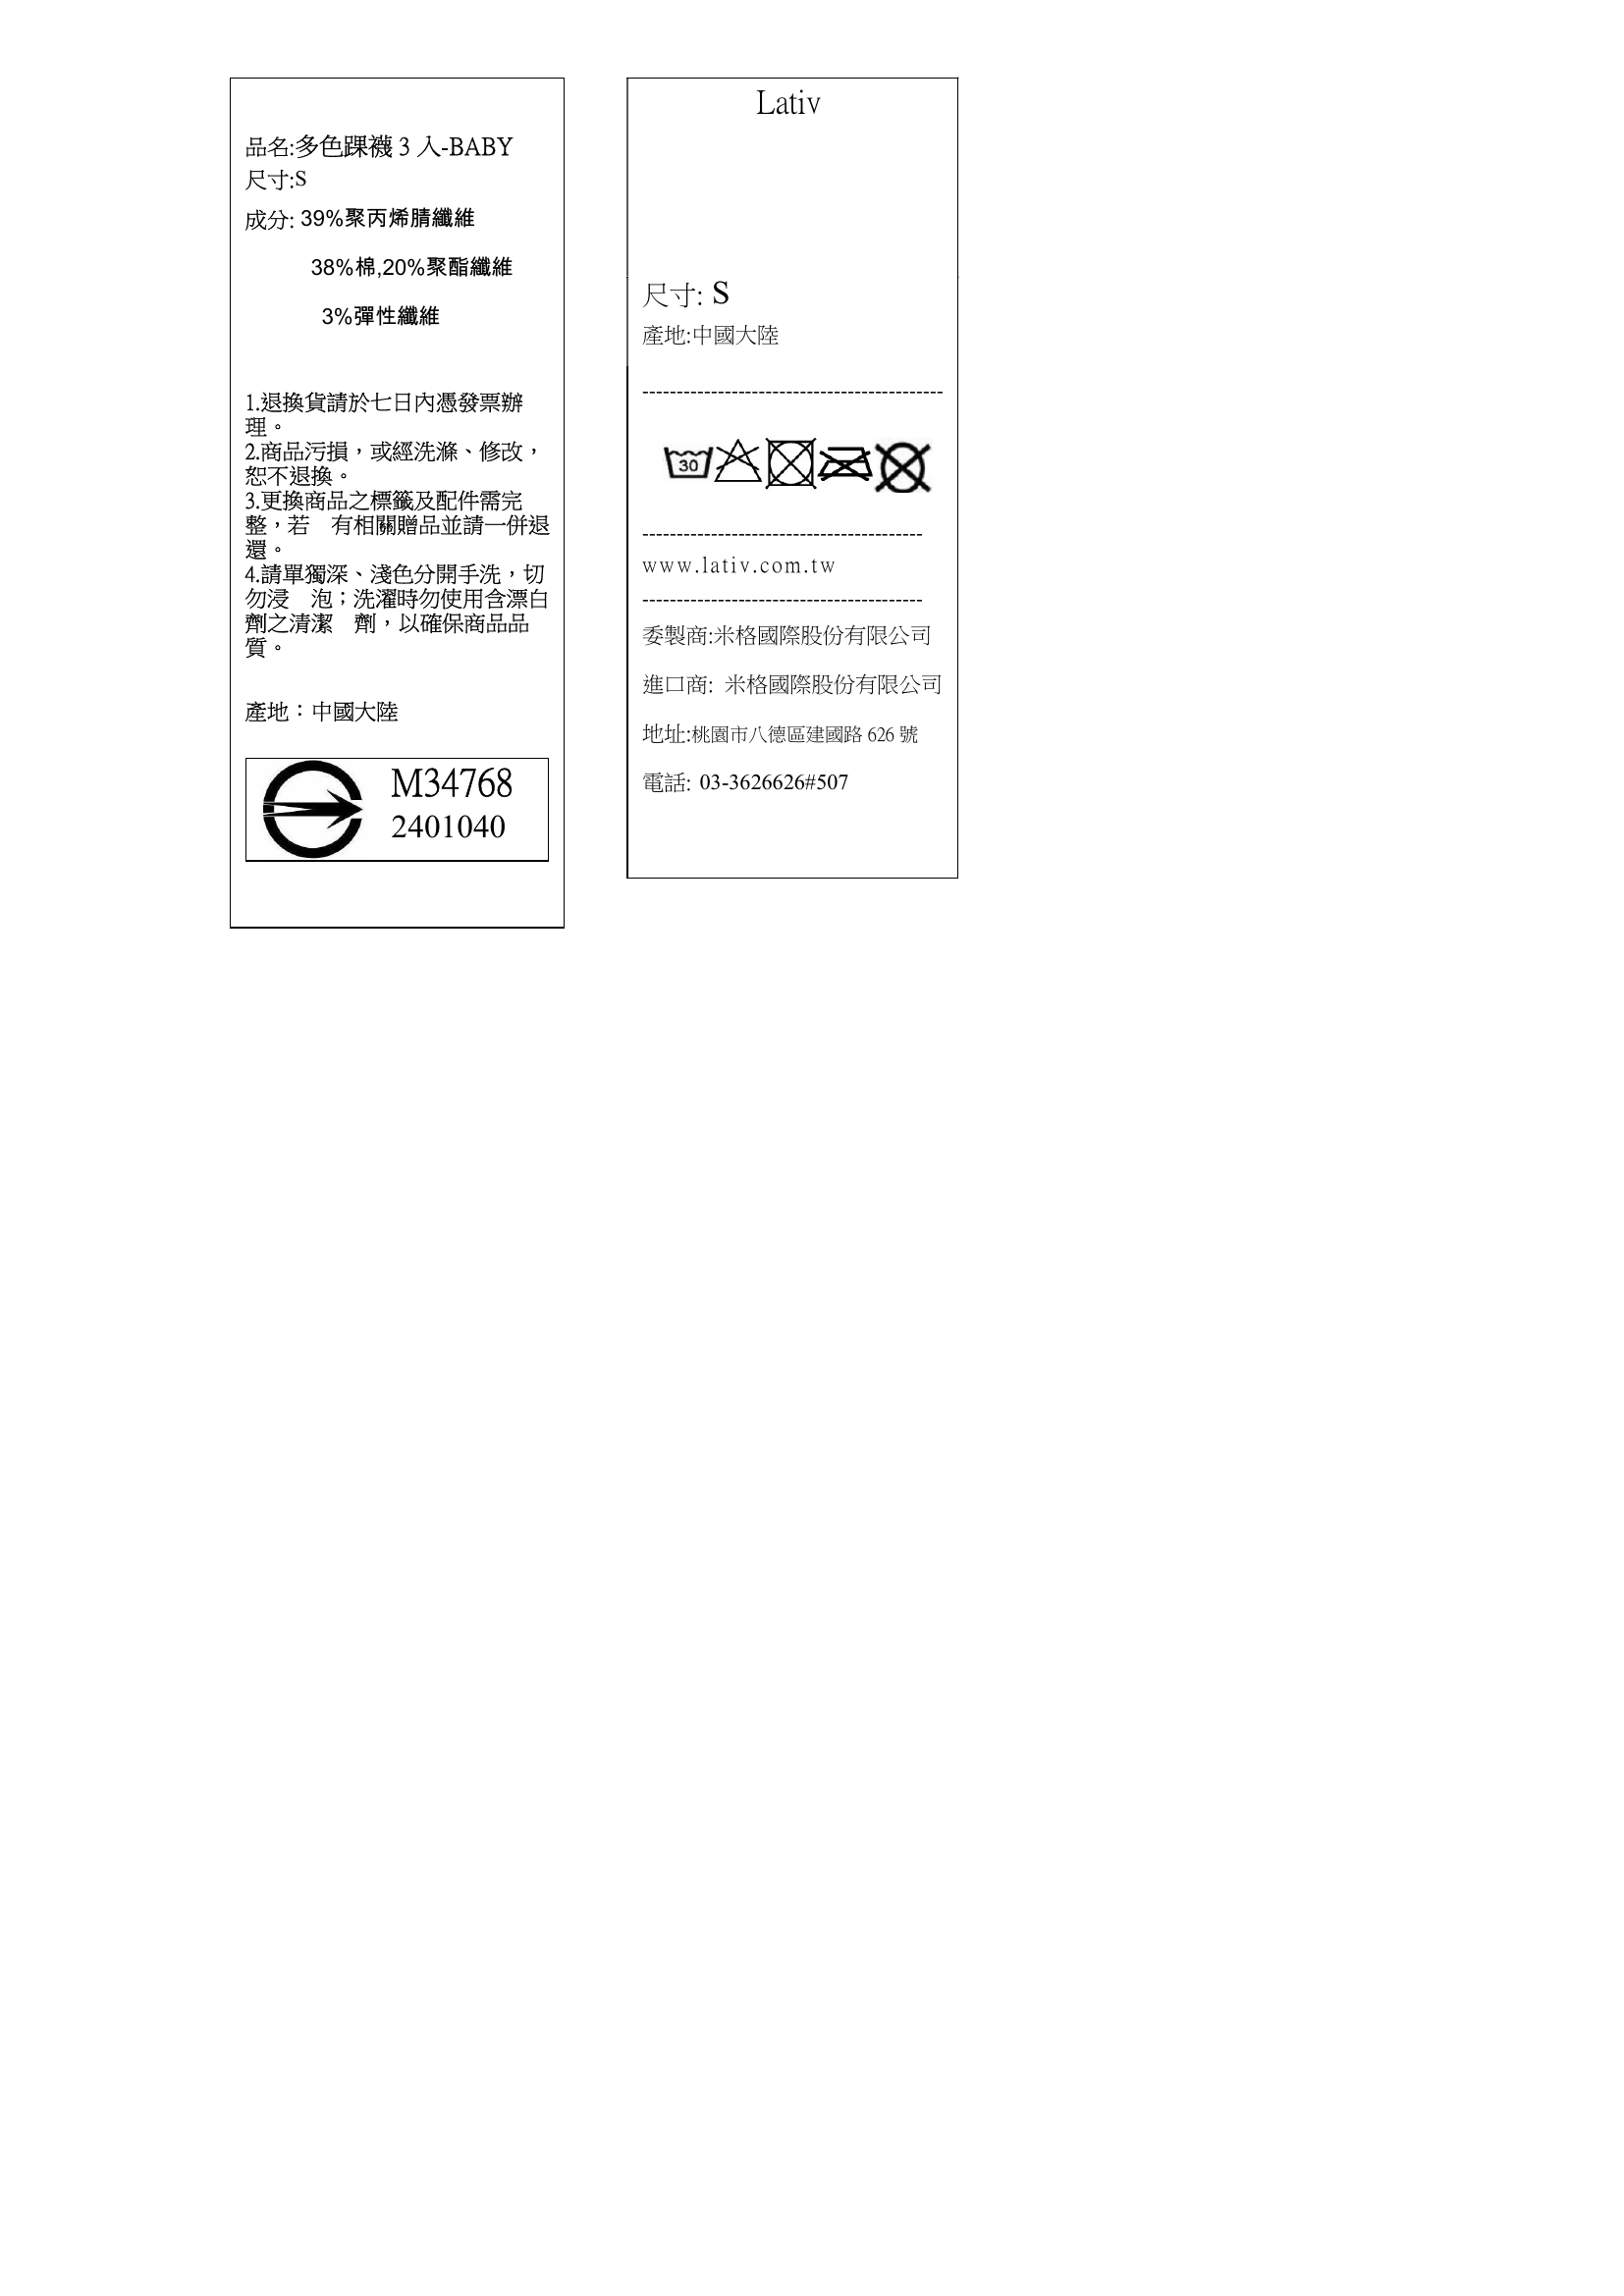 品名:多色踝襪 3 入-BABY
尺寸:S
成分: 39%聚丙烯腈纖維
38%棉,20%聚酯纖維
3%彈性纖維
1.退換貨請於七日內憑發票辦
理。
2.商品污損，或經洗滌、修改，
恕不退換。
3.更換商品之標籤及配件需完
整，若　有相關贈品並請一併退
還。
4.請單獨深、淺色分開手洗，切
勿浸　泡；洗濯時勿使用含漂白
劑之清潔　劑，以確保商品品
質。
產地：中國大陸
M34768
2401040
Lativ
尺寸: S
產地:中國大陸
--------------------------------------------
30
-----------------------------------------
www.lativ.com.tw
-----------------------------------------
委製商:米格國際股份有限公司
進口商: 米格國際股份有限公司
地址:桃園市八德區建國路 626 號
電話: 03-3626626#507